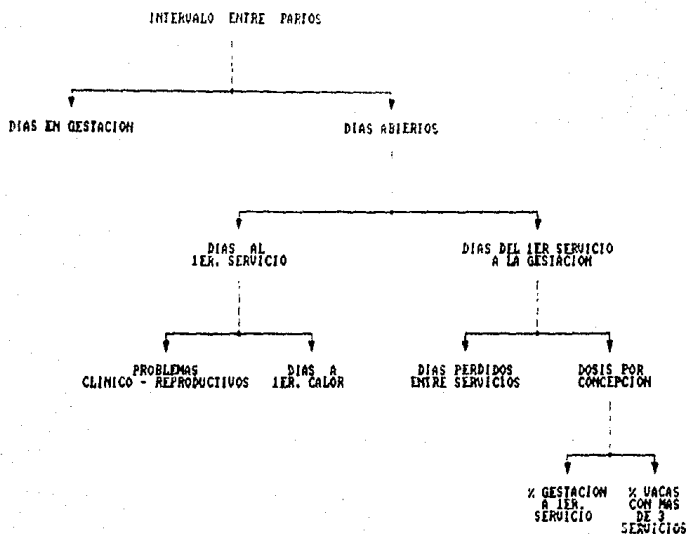 INTERVALO ENTRE PARTOS
DIAS EN GESTACION
DIAS ABIERTOS
DIAS AL
1ER. SERVICIO
DIAS DEL 1ER SERVICIO
A LA GESTACION
PROBLEMAS
CLINICO - REPRODUCTIVOS
DIAS A
1ER. CALOR
DIAS PERDIDOS
ENTRE SERVICIOS
DOSIS POR
CONCEPCION
% GESTACION
A 1ER.
SERVICIO
% VACAS
CON MAS
DE 3
SERVICIOS